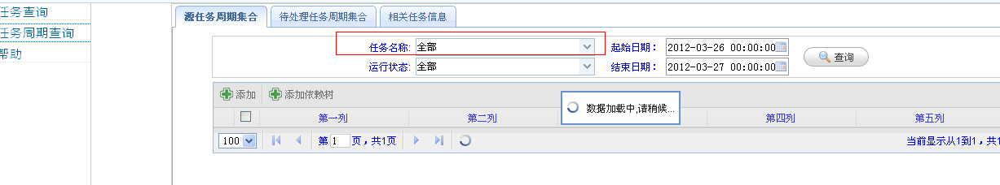 任务查询
任务周期查询
帮助
源任务周期集合 待处理任务周期集合 相关任务信息
任务名称: 全部 起始日期: 2012-03-26 00:00:00
运行状态: 全部 结束日期: 2012-03-27 00:00:00
查询
添加 添加依赖树
数据加载中,请稍候...
第一列 第二列 第四列 第五列
100 第 1 页,共1页 当前显示从1到1,共1